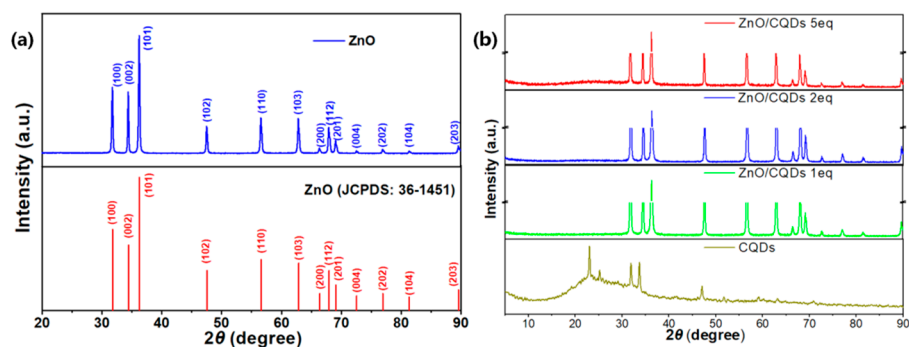 (a)
ZnO
(100)
(002)
(101)
(102)
(110)
(103)
(200)
(112)
(201)
(004)
(202)
(104)
(203)
ZnO (JCPDS: 36-1451)
(100)
(002)
(101)
(102)
(110)
(103)
(200)
(112)
(201)
(004)
(202)
(104)
(203)
Intensity (a.u.)
20 30 40 50 60 70 80 90
2θ (degree)
(b)
ZnO/CQDs 5eq
ZnO/CQDs 2eq
ZnO/CQDs 1eq
CQDs
Intensity (a.u.)
10 20 30 40 50 60 70 80 90
2θ (degree)